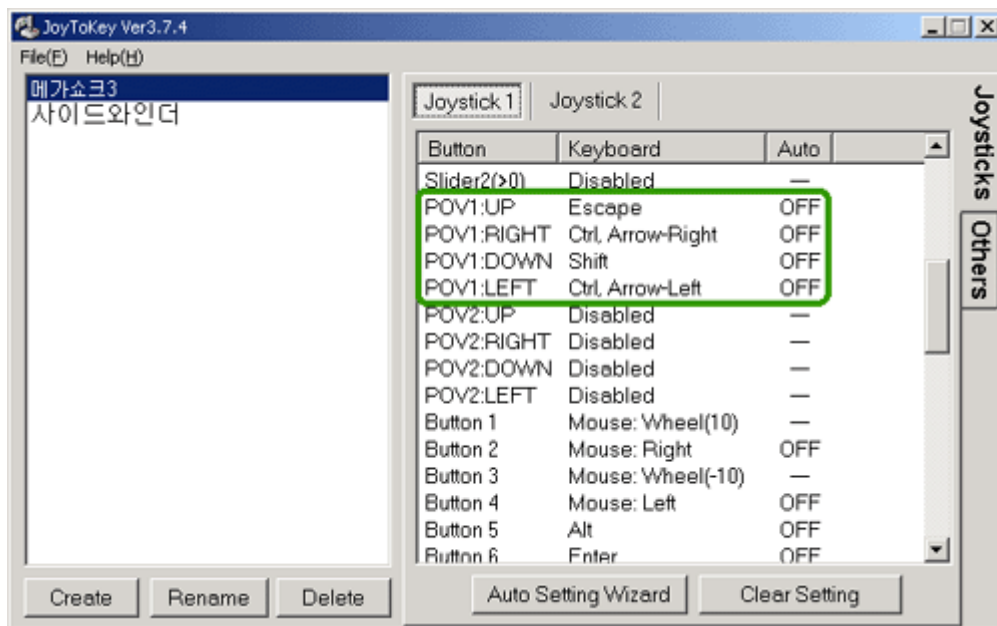 JoyToKey Ver3.7.4
File(F) Help(H)
메가쇼크3
사이드와인더
Joystick 1 Joystick 2
Joysticks
Others
Button Keyboard Auto
Slider2(>0) Disabled —
POV1:UP Escape OFF
POV1:RIGHT Ctrl, Arrow-Right OFF
POV1:DOWN Shift OFF
POV1:LEFT Ctrl, Arrow-Left OFF
POV2:UP Disabled —
POV2:RIGHT Disabled —
POV2:DOWN Disabled —
POV2:LEFT Disabled —
Button 1 Mouse: Wheel(10) —
Button 2 Mouse: Right OFF
Button 3 Mouse: Wheel(-10) —
Button 4 Mouse: Left OFF
Button 5 Alt OFF
Button 6 Enter OFF
Create Rename Delete
Auto Setting Wizard Clear Setting